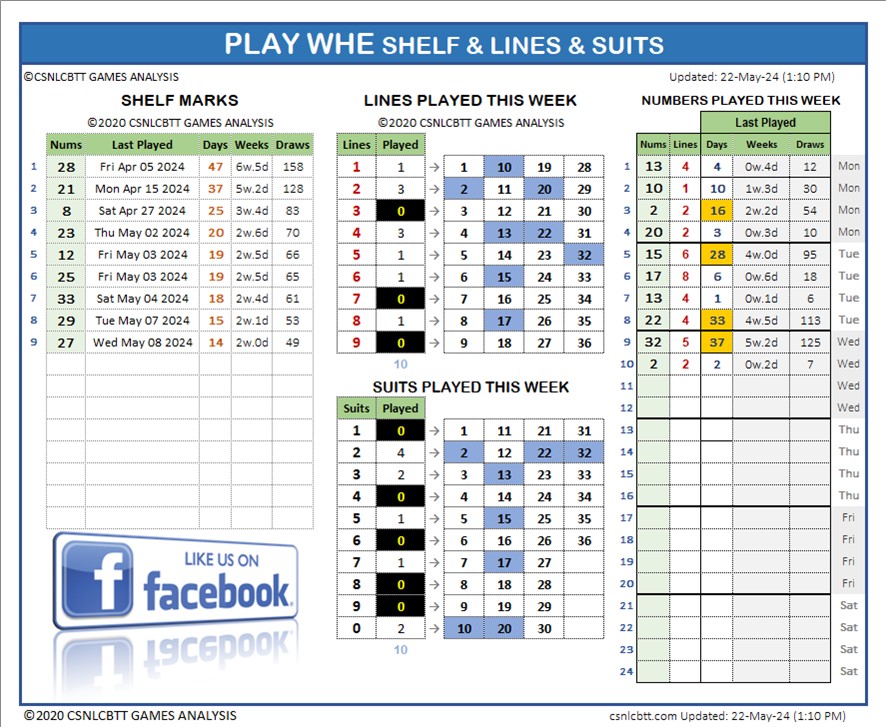 PLAY WHE SHELF & LINES & SUITS
©CSNLCBTT GAMES ANALYSIS Updated: 22-May-24 (1:10 PM)
SHELF MARKS
©2020 CSNLCBTT GAMES ANALYSIS
Nums Last Played Days Weeks Draws
1 28 Fri Apr 05 2024 47 6w.5d 158
2 21 Mon Apr 15 2024 37 5w.2d 128
3 8 Sat Apr 27 2024 25 3w.4d 83
4 23 Thu May 02 2024 20 2w.6d 70
5 12 Fri May 03 2024 19 2w.5d 66
6 25 Fri May 03 2024 19 2w.5d 65
7 33 Sat May 04 2024 18 2w.4d 61
8 29 Tue May 07 2024 15 2w.1d 53
9 27 Wed May 08 2024 14 2w.0d 49
LIKE US ON
facebook.
LINES PLAYED THIS WEEK
©2020 CSNLCBTT GAMES ANALYSIS
Lines Played
1 1 → 1 10 19 28
2 3 → 2 11 20 29
3 0 → 3 12 21 30
4 3 → 4 13 22 31
5 1 → 5 14 23 32
6 1 → 6 15 24 33
7 0 → 7 16 25 34
8 1 → 8 17 26 35
9 0 → 9 18 27 36
10
SUITS PLAYED THIS WEEK
Suits Played
1 0 → 1 11 21 31
2 4 → 2 12 22 32
3 2 → 3 13 23 33
4 0 → 4 14 24 34
5 1 → 5 15 25 35
6 0 → 6 16 26 36
7 1 → 7 17 27
8 0 → 8 18 28
9 0 → 9 19 29
0 2 → 10 20 30
10
NUMBERS PLAYED THIS WEEK
Last Played
Nums Lines Days Weeks Draws
1 13 4 4 0w.4d 12 Mon
2 10 1 10 1w.3d 30 Mon
3 2 2 16 2w.2d 54 Mon
4 20 2 3 0w.3d 10 Mon
5 15 6 28 4w.0d 95 Tue
6 17 8 6 0w.6d 18 Tue
7 13 4 1 0w.1d 6 Tue
8 22 4 33 4w.5d 113 Tue
9 32 5 37 5w.2d 125 Wed
10 2 2 2 0w.2d 7 Wed
11 Wed
12 Wed
13 Thu
14 Thu
15 Thu
16 Thu
17 Fri
18 Fri
19 Fri
20 Fri
21 Sat
22 Sat
23 Sat
24 Sat
©2020 CSNLCBTT GAMES ANALYSIS csnlcbtt.com Updated: 22-May-24 (1:10 PM)